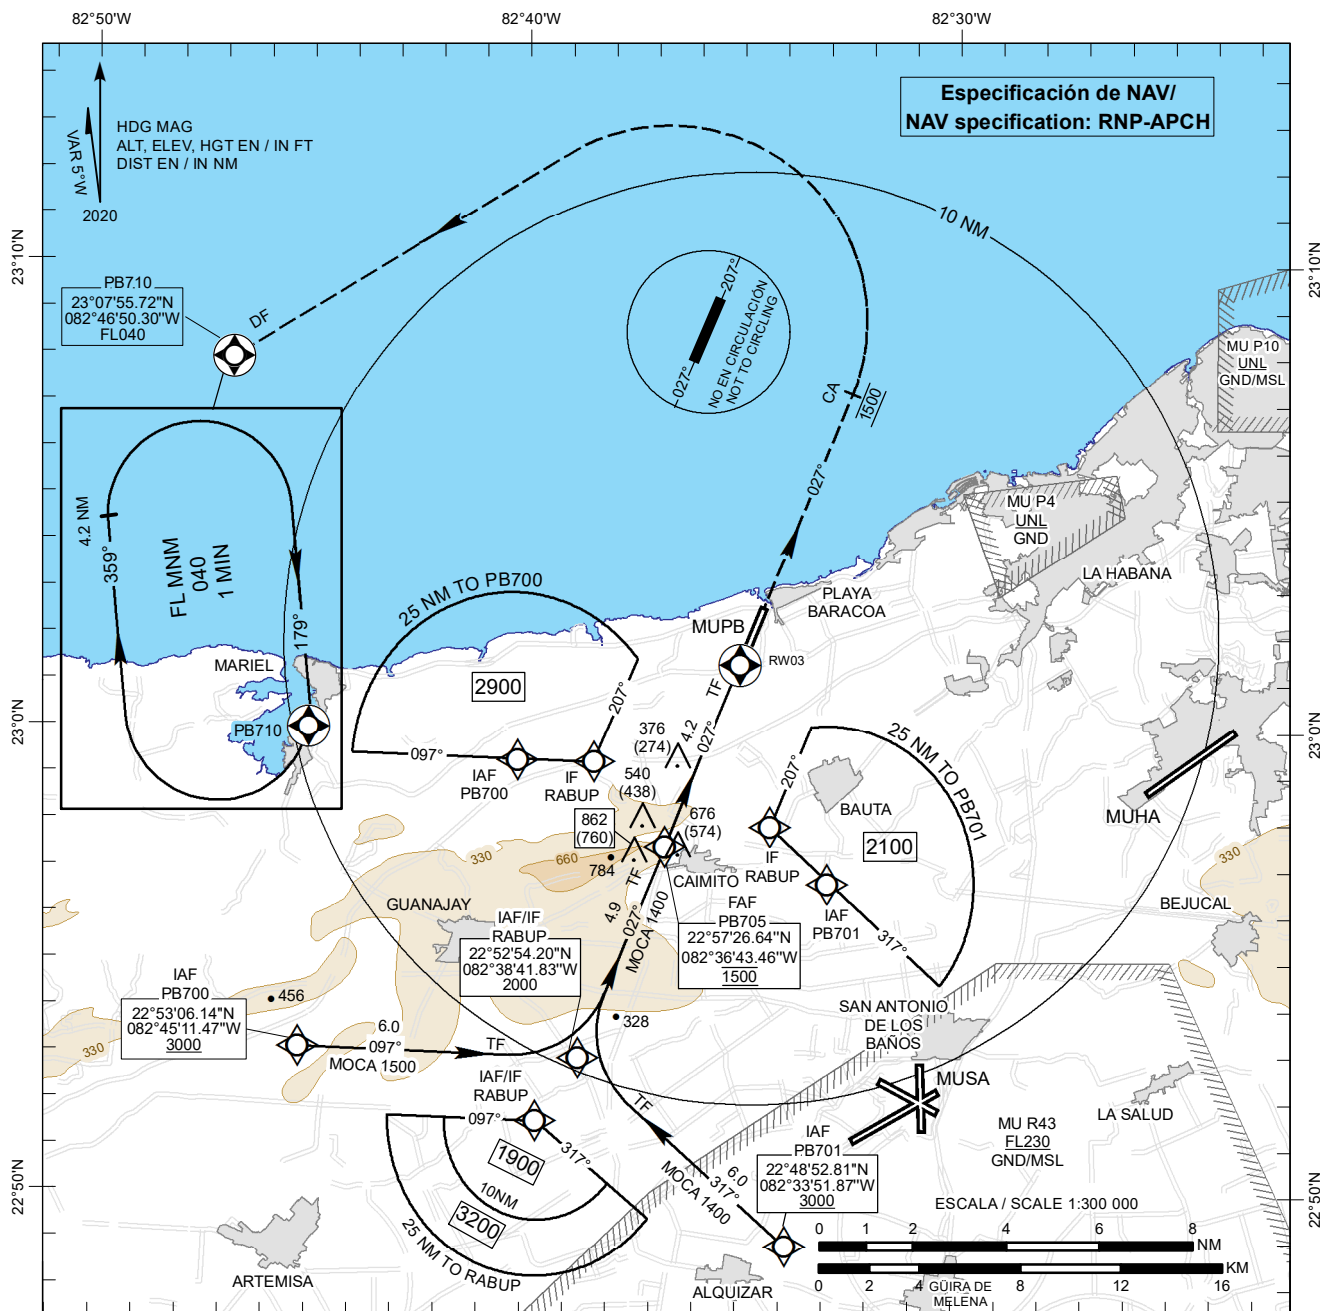 82°50'W
82°40'W
82°30'W
Especificación de NAV/
NAV specification: RNP-APCH
HDG MAG
ALT, ELEV, HGT EN / IN FT
DIST EN / IN NM
VAR 5°W
2020
10 NM
23°10'N
23°10'N
PB710
23°07'55.72"N
082°46'50.30"W
FL040
DF
207°
027°
NO EN CIRCULACIÓN
NOT TO CIRCLING
CA
1500
027°
MU P10
UNL
GND/MSL
MU P4
UNL
GND
LA HABANA
4.2 NM
359°
FL MNM
040
1 MIN
179°
25 NM TO PB700
PLAYA
BARACOA
MUPB
RW03
MARIEL
PB710
2900
207°
097°
IAF
PB700
IF
RABUP
TF
4.2
027°
376
(274)
540
(438)
676
(574)
862
(760)
784
23°0'N
23°0'N
25 NM TO PB701
207°
BAUTA
2100
IF
RABUP
IAF
PB701
317°
MUHA
330
660
330
TF
CAIMITO
GUANAJAY
BEJUCAL
FAF
PB705
22°57'26.64"N
082°36'43.46"W
1500
4.9
027°
MOCA 1400
IAF/IF
RABUP
22°52'54.20"N
082°38'41.83"W
2000
IAF
PB700
22°53'06.14"N
082°45'11.47"W
3000
456
330
328
SAN ANTONIO
DE LOS
BAÑOS
6.0
097°
MOCA 1500
TF
IAF/IF
RABUP
097°
317°
1900
10NM
3200
25 NM TO RABUP
TF
6.0
317°
MOCA 1400
MUSA
LA SALUD
MU R43
FL230
GND/MSL
IAF
PB701
22°48'52.81"N
082°33'51.87"W
3000
22°50'N
22°50'N
ESCALA / SCALE 1:300 000
0 2 4 6 8
NM
KM
0 2 4 8 12 16
GÜIRA DE
MELENA
ARTEMISA
ALQUIZAR